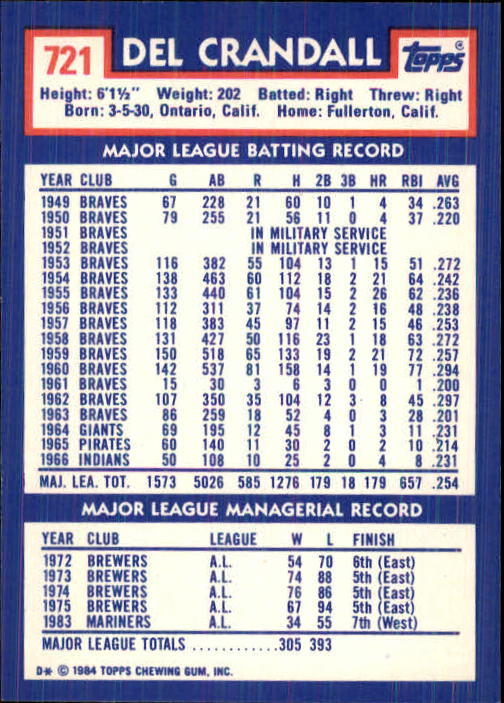 721 DEL CRANDALL Topps
Height: 6'1½" Weight: 202 Batted: Right Threw: Right
Born: 3-5-30, Ontario, Calif. Home: Fullerton, Calif.
MAJOR LEAGUE BATTING RECORD
YEAR CLUB G AB R H 2B 3B HR RBI AVG
1949 BRAVES 67 228 21 60 10 1 4 34 .263
1950 BRAVES 79 255 21 56 11 0 4 37 .220
1951 BRAVES IN MILITARY SERVICE
1952 BRAVES IN MILITARY SERVICE
1953 BRAVES 116 382 55 104 13 1 15 51 .272
1954 BRAVES 138 463 60 112 18 2 21 64 .242
1955 BRAVES 133 440 61 104 15 2 26 62 .236
1956 BRAVES 112 311 37 74 14 2 16 48 .238
1957 BRAVES 118 383 45 97 11 2 15 46 .253
1958 BRAVES 131 427 50 116 23 1 18 63 .272
1959 BRAVES 150 518 65 133 19 2 21 72 .257
1960 BRAVES 142 537 81 158 14 1 19 77 .294
1961 BRAVES 15 30 3 6 3 0 0 1 .200
1962 BRAVES 107 350 35 104 12 3 8 45 .297
1963 BRAVES 86 259 18 52 4 0 3 28 .201
1964 GIANTS 69 195 12 45 8 1 3 11 .231
1965 PIRATES 60 140 11 30 2 0 2 10 .214
1966 INDIANS 50 108 10 25 2 0 4 8 .231
MAJ. LEA. TOT. 1573 5026 585 1276 179 18 179 657 .254
MAJOR LEAGUE MANAGERIAL RECORD
YEAR CLUB LEAGUE W L FINISH
1972 BREWERS A.L. 54 70 6th (East)
1973 BREWERS A.L. 74 88 5th (East)
1974 BREWERS A.L. 76 86 5th (East)
1975 BREWERS A.L. 67 94 5th (East)
1983 MARINERS A.L. 34 55 7th (West)
MAJOR LEAGUE TOTALS ............305 393
D* © 1984 TOPPS CHEWING GUM, INC.